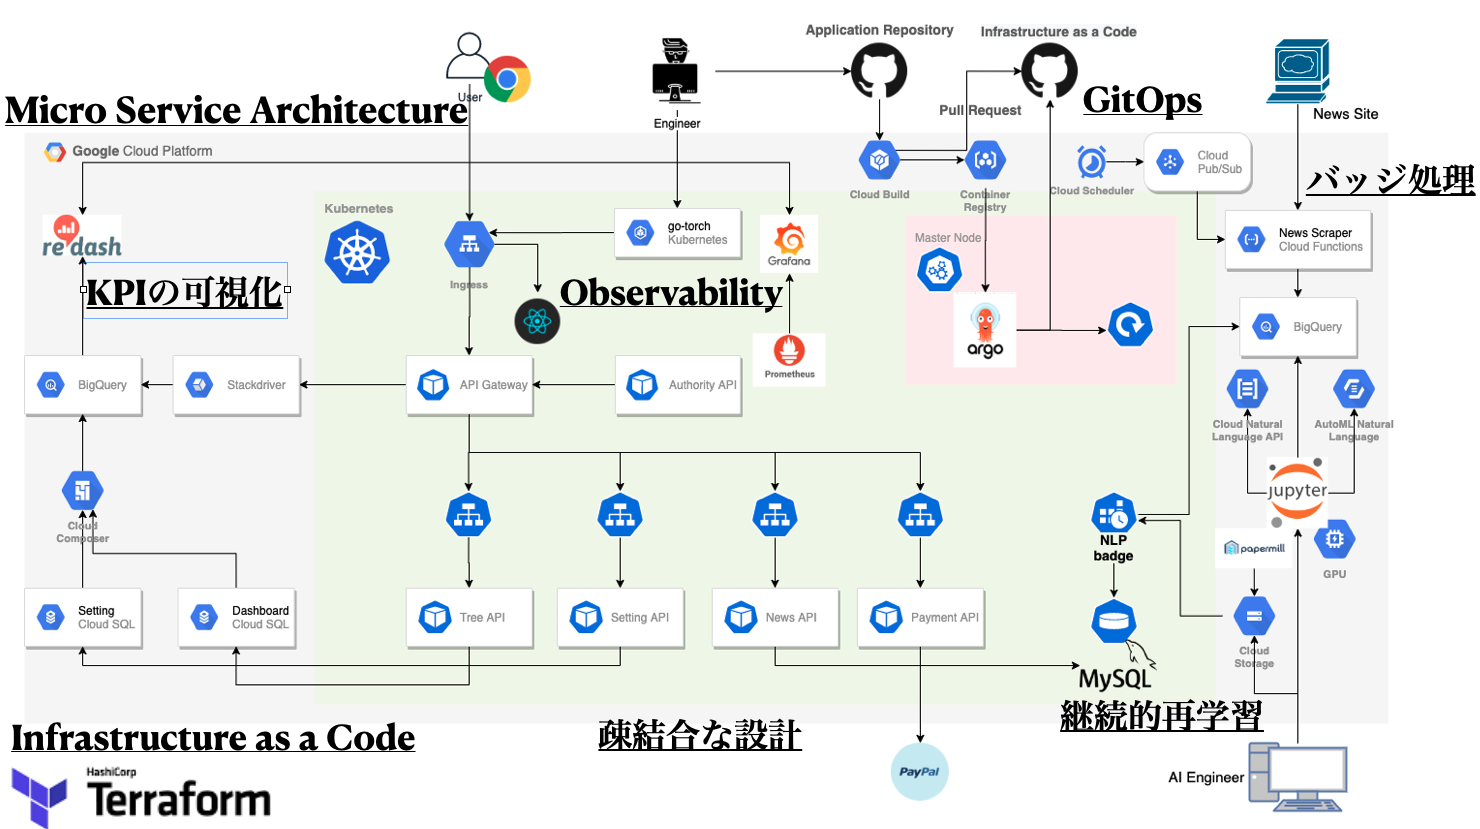 Application Repository
Infrastructure as a Code
User
Engineer
Micro Service Architecture
Pull Request
GitOps
News Site
Google Cloud Platform
Cloud Build
Container
Registry
Cloud Scheduler
Cloud
Pub/Sub
バッジ処理
re:dash
Kubernetes
Ingress
go-torch
Kubernetes
Grafana
Master Node
News Scraper
Cloud Functions
KPIの可視化
Observability
argo
Prometheus
BigQuery
BigQuery
Stackdriver
API Gateway
Authority API
Cloud Natural
Language API
AutoML Natural
Language
jupyter
Cloud
Composer
NLP
badge
papermill
GPU
Setting
Cloud SQL
Dashboard
Cloud SQL
Tree API
Setting API
News API
Payment API
Cloud
Storage
MySQL
継続的再学習
疎結合な設計
Infrastructure as a Code
PayPal
AI Engineer
HashiCorp
Terraform